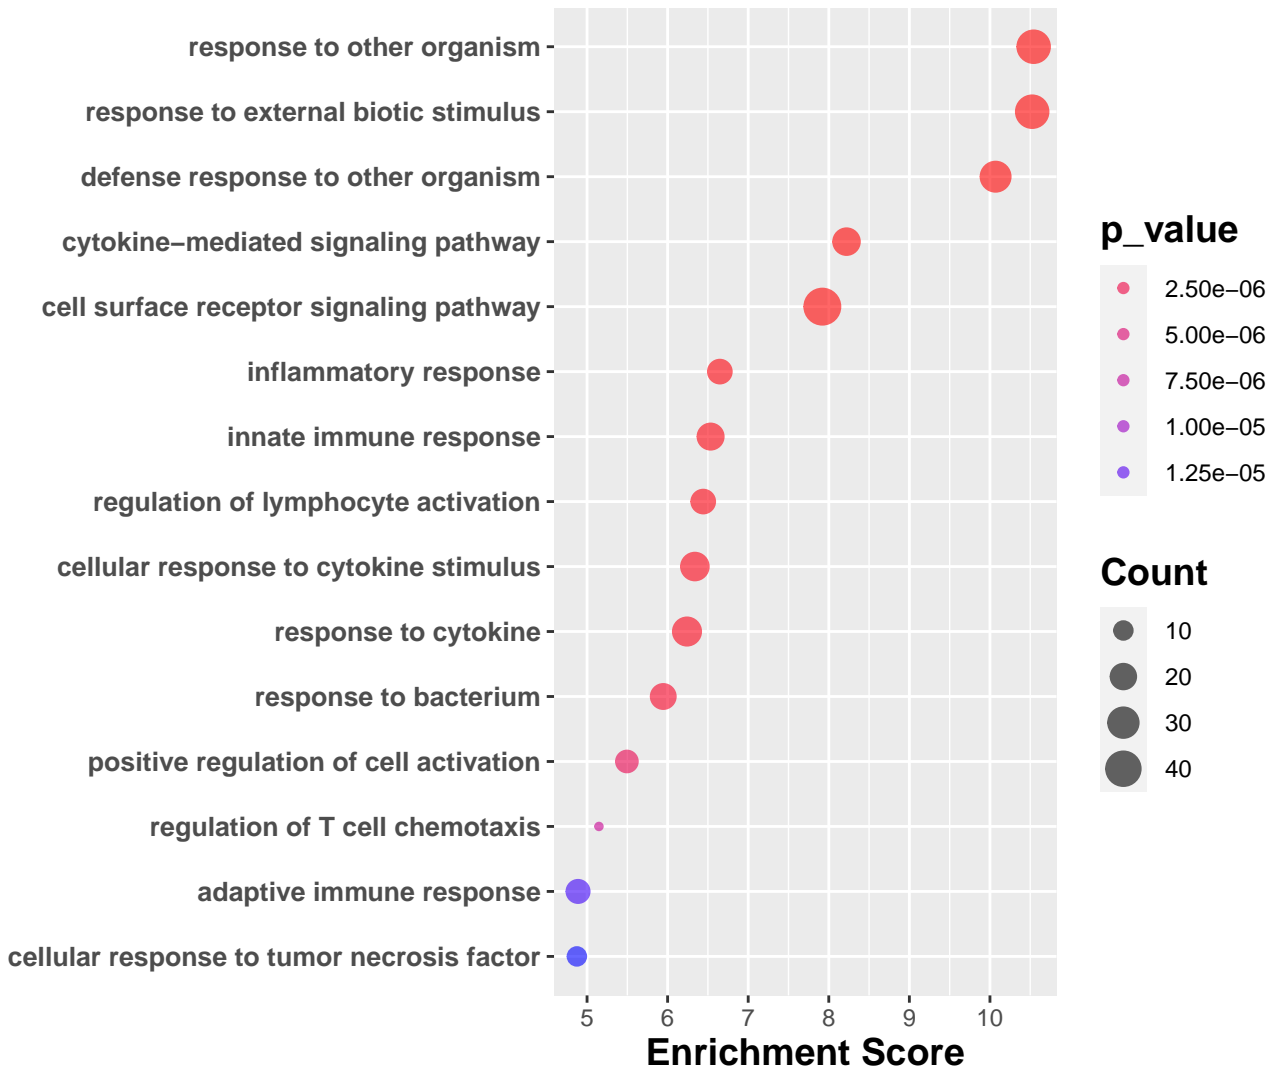 response to other organism
response to external biotic stimulus
defense response to other organism
cytokine−mediated signaling pathway
cell surface receptor signaling pathway
inflammatory response
innate immune response
regulation of lymphocyte activation
cellular response to cytokine stimulus
response to cytokine
response to bacterium
positive regulation of cell activation
regulation of T cell chemotaxis
adaptive immune response
cellular response to tumor necrosis factor
5 6 7 8 9 10
Enrichment Score
p_value
2.50e−06
5.00e−06
7.50e−06
1.00e−05
1.25e−05
Count
10
20
30
40